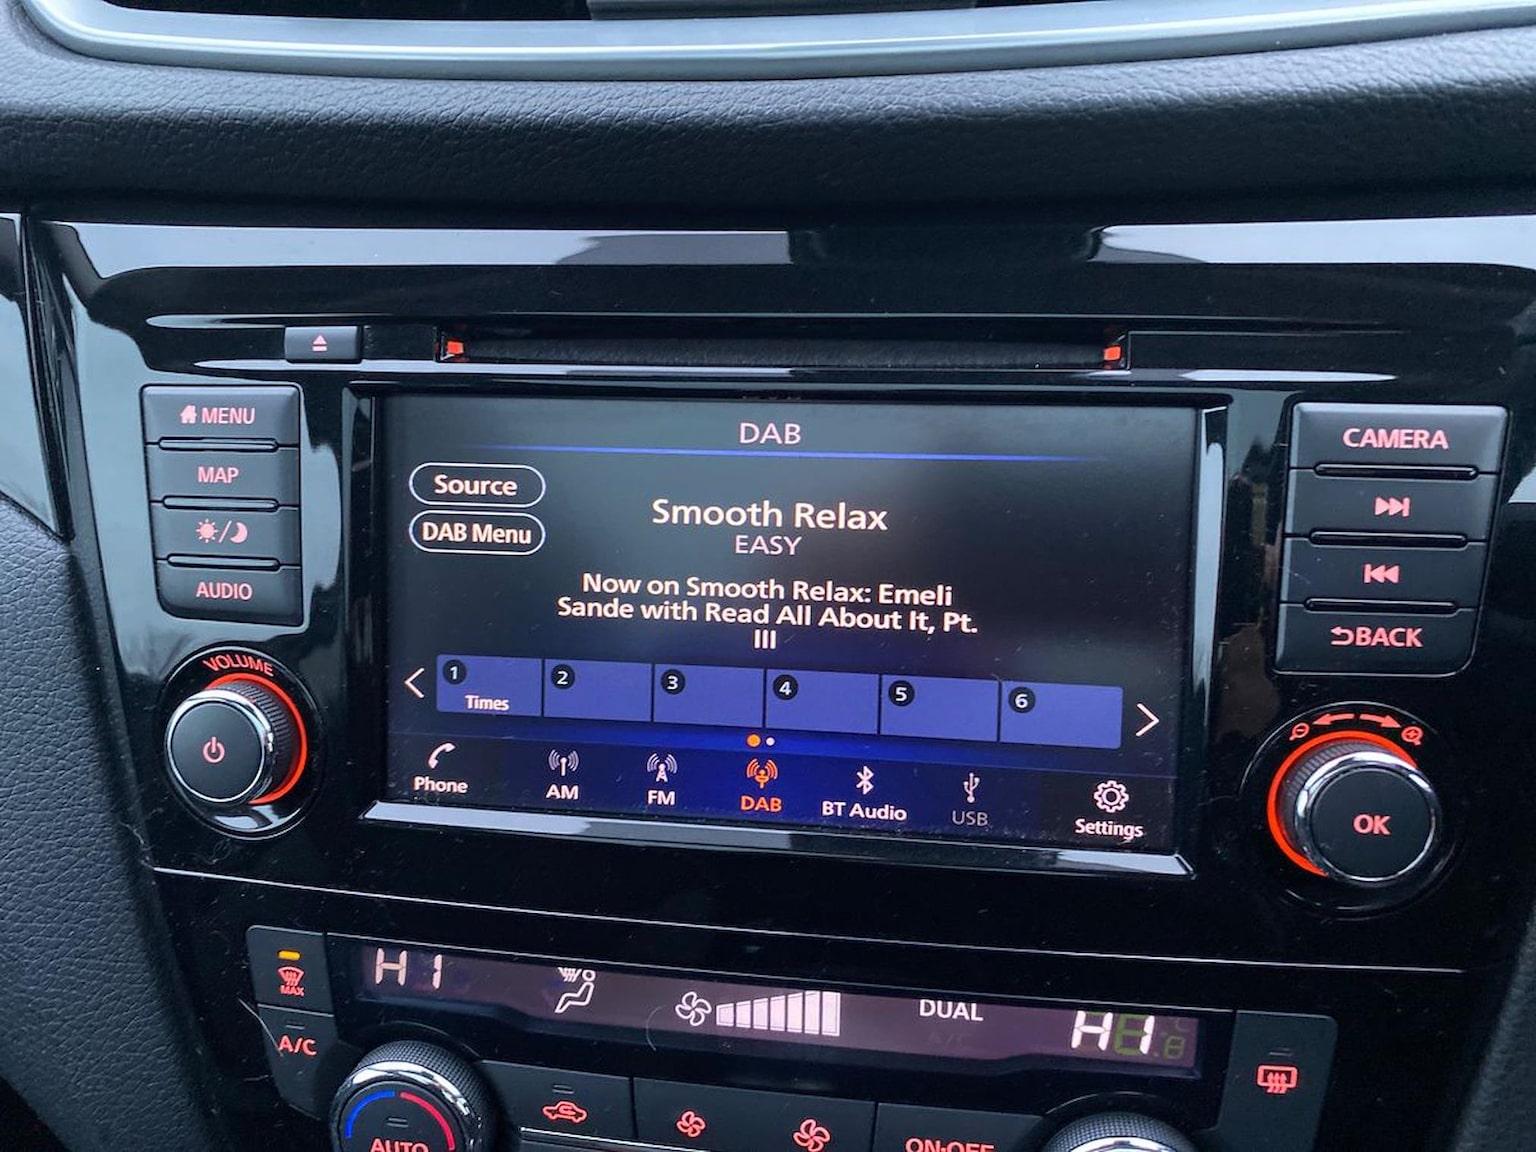 MENU
MAP
AUDIO
VOLUME
DAB
Source
DAB Menu
Smooth Relax
EASY
Now on Smooth Relax: Emeli
Sande with Read All About It, Pt.
III
1 Times 2 3 4 5 6
Phone AM FM DAB BT Audio USB Settings
CAMERA
BACK
OK
MAX
A/C
HI DUAL HI
AUTO
ON·OFF